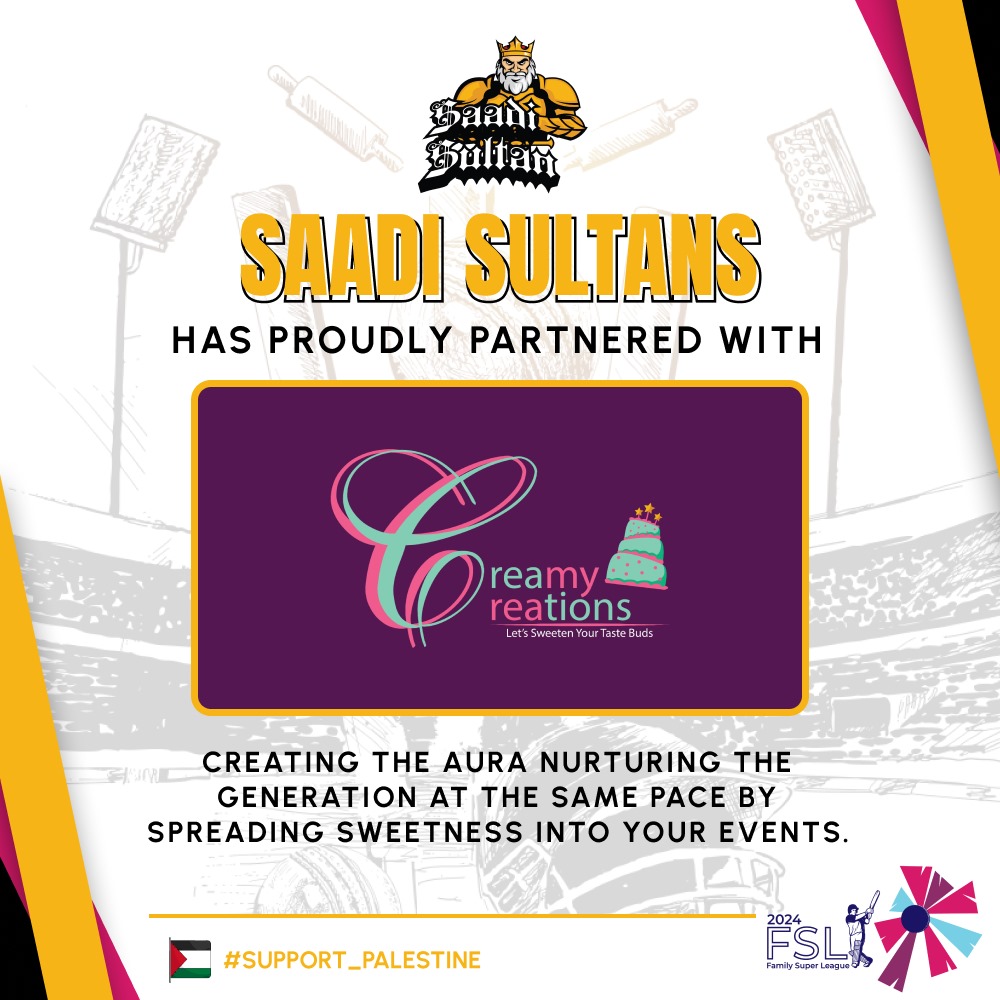 Saadi
Sultan
SAADI SULTANS
HAS PROUDLY PARTNERED WITH
Creamy
Creations
Let's Sweeten Your Taste Buds
CREATING THE AURA NURTURING THE
GENERATION AT THE SAME PACE BY
SPREADING SWEETNESS INTO YOUR EVENTS.
#SUPPORT_PALESTINE
2024
FSL
Family Super League